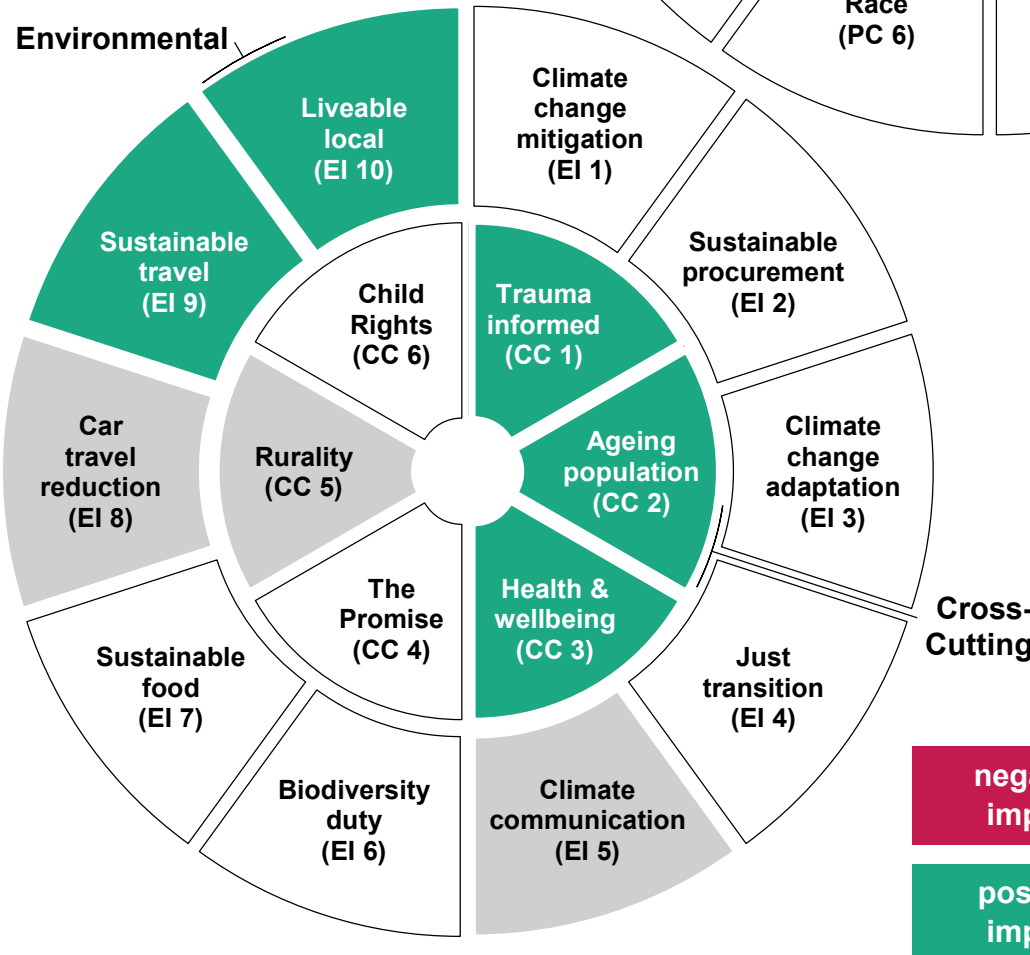 Race
(PC 6)
Environmental
Liveable
local
(EI 10)
Climate
change
mitigation
(EI 1)
Sustainable
travel
(EI 9)
Sustainable
procurement
(EI 2)
Child
Rights
(CC 6)
Trauma
informed
(CC 1)
Car
travel
reduction
(EI 8)
Rurality
(CC 5)
Ageing
population
(CC 2)
Climate
change
adaptation
(EI 3)
The
Promise
(CC 4)
Health &
wellbeing
(CC 3)
Cross-
Cutting
Sustainable
food
(EI 7)
Just
transition
(EI 4)
Biodiversity
duty
(EI 6)
Climate
communication
(EI 5)